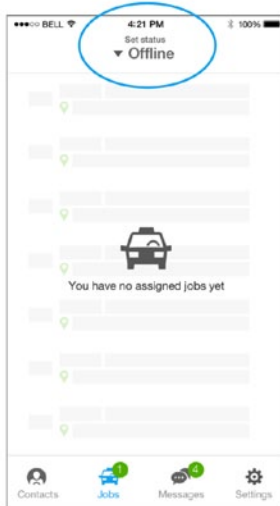 BELL 4:21 PM 100%
Set status
Offline
You have no assigned jobs yet
1 4
Contacts Jobs Messages Settings